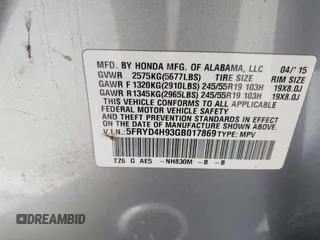 MFD. BY HONDA MFG. OF ALABAMA, LLC 04/'15
GVWR 2575KG(5677LBS) TIRE SIZE RIM SIZE
GAWR F 1320KG(2910LBS) 245/55R19 103H 19X8.0J
GAWR R 1345KG(2965LBS) 245/55R19 103H 19X8.0J
THIS VEHICLE CONFORMS TO ALL APPLICABLE
FEDERAL MOTOR VEHICLE SAFETY AND
THEFT PREVENTION STANDARDS IN EFFECT ON
THE DATE OF MANUFACTURE SHOWN ABOVE.
V.I.N: 5FRYD4H93GB017869 TYPE: MPV
TZ6 G AE5 -NH830M -B -B
DREAMBID